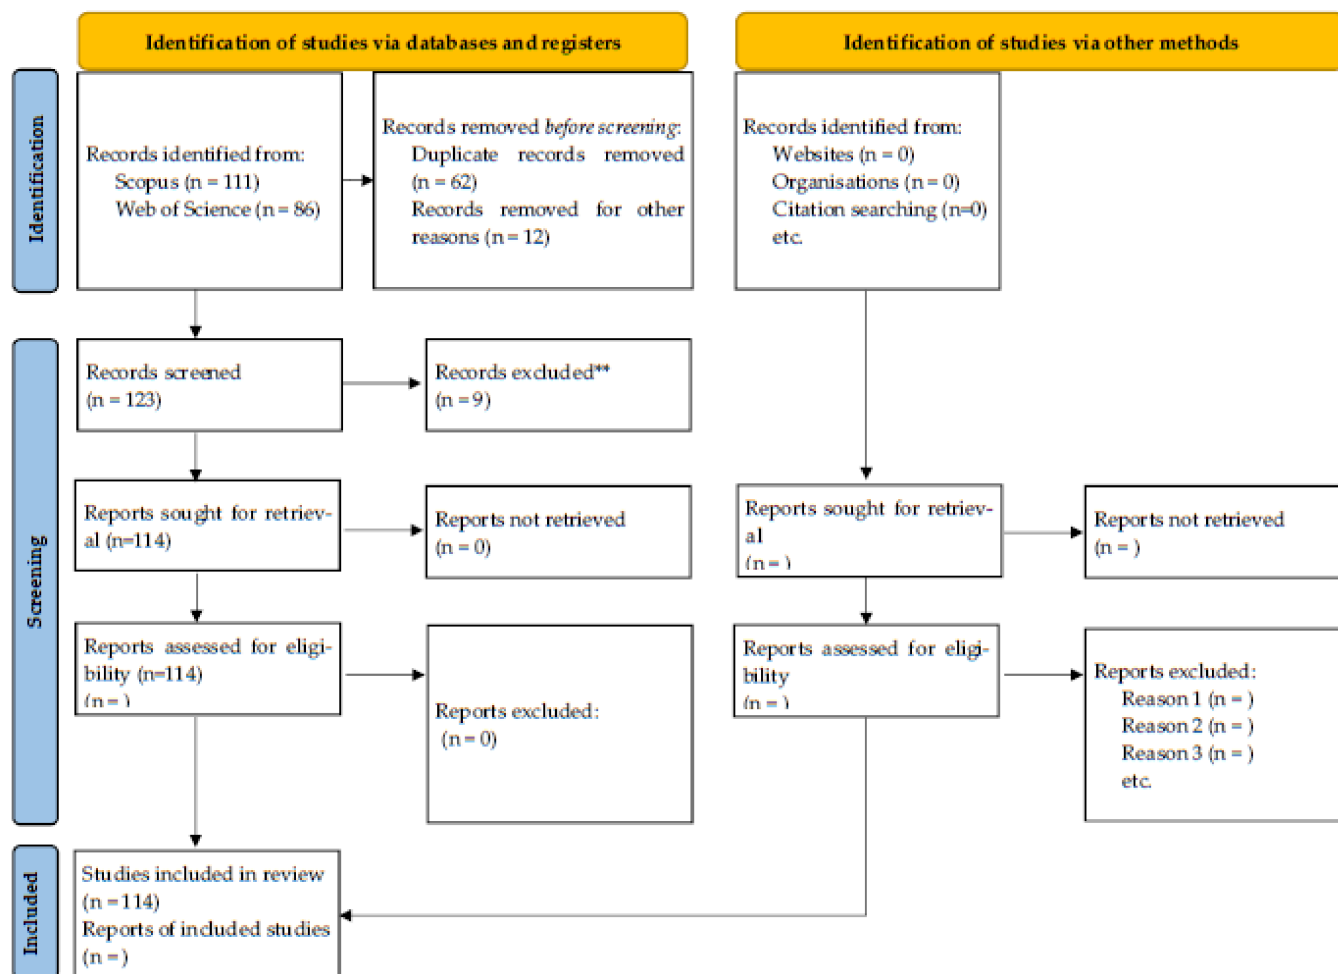 Identification of studies via databases and registers
Identification of studies via other methods
Identification
Records identified from:
Scopus (n = 111)
Web of Science (n = 86)
Records removed before screening:
Duplicate records removed
(n = 62)
Records removed for other
reasons (n = 12)
Records identified from:
Websites (n = 0)
Organisations (n = 0)
Citation searching (n=0)
etc.
Screening
Records screened
(n = 123)
Records excluded**
(n = 9)
Reports sought for retriev-
al (n=114)
Reports not retrieved
(n = 0)
Reports sought for retriev-
al
(n = )
Reports not retrieved
(n = )
Reports assessed for eligi-
bility (n=114)
(n = )
Reports excluded:
(n = 0)
Reports assessed for eligi-
bility
(n = )
Reports excluded:
Reason 1 (n = )
Reason 2 (n = )
Reason 3 (n = )
etc.
Included
Studies included in review
(n = 114)
Reports of included studies
(n = )